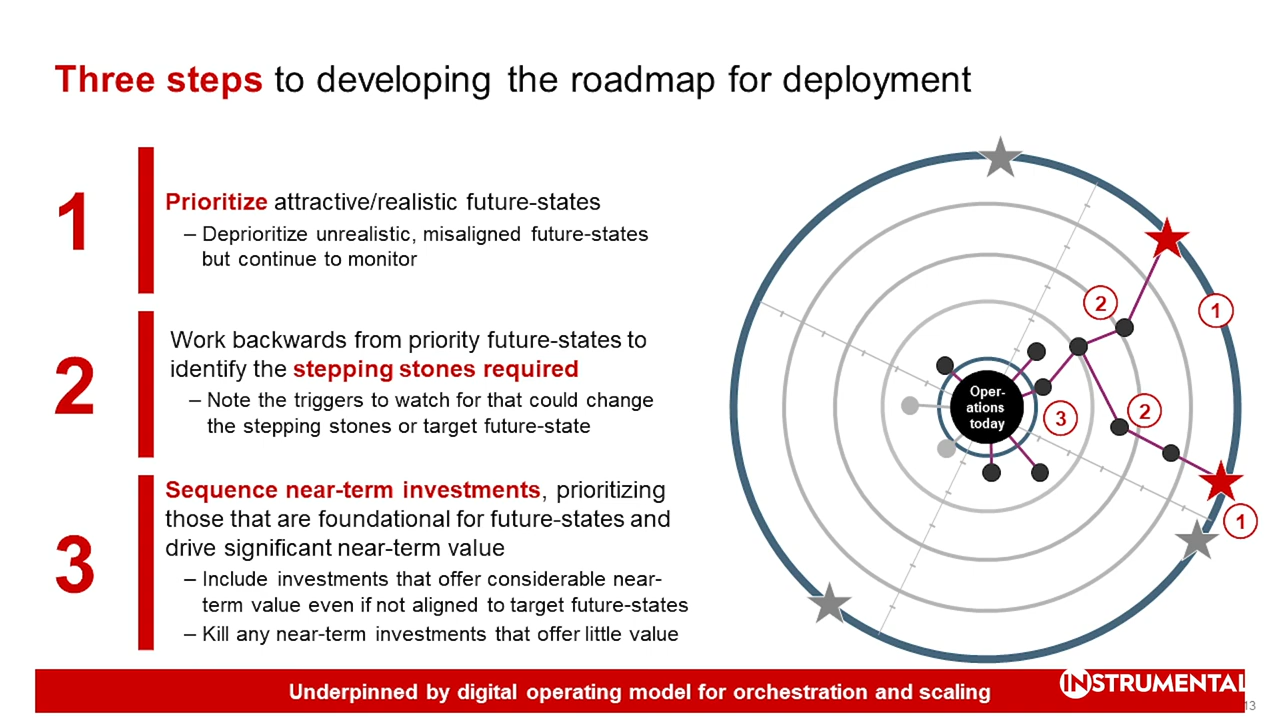 Three steps to developing the roadmap for deployment
1
Prioritize attractive/realistic future-states
– Deprioritize unrealistic, misaligned future-states
but continue to monitor
2
Work backwards from priority future-states to
identify the stepping stones required
– Note the triggers to watch for that could change
the stepping stones or target future-state
3
Sequence near-term investments, prioritizing
those that are foundational for future-states and
drive significant near-term value
– Include investments that offer considerable near-
term value even if not aligned to target future-states
– Kill any near-term investments that offer little value
2
1
Oper-
ations
today
3
2
1
Underpinned by digital operating model for orchestration and scaling
INSTRUMENTAL
13